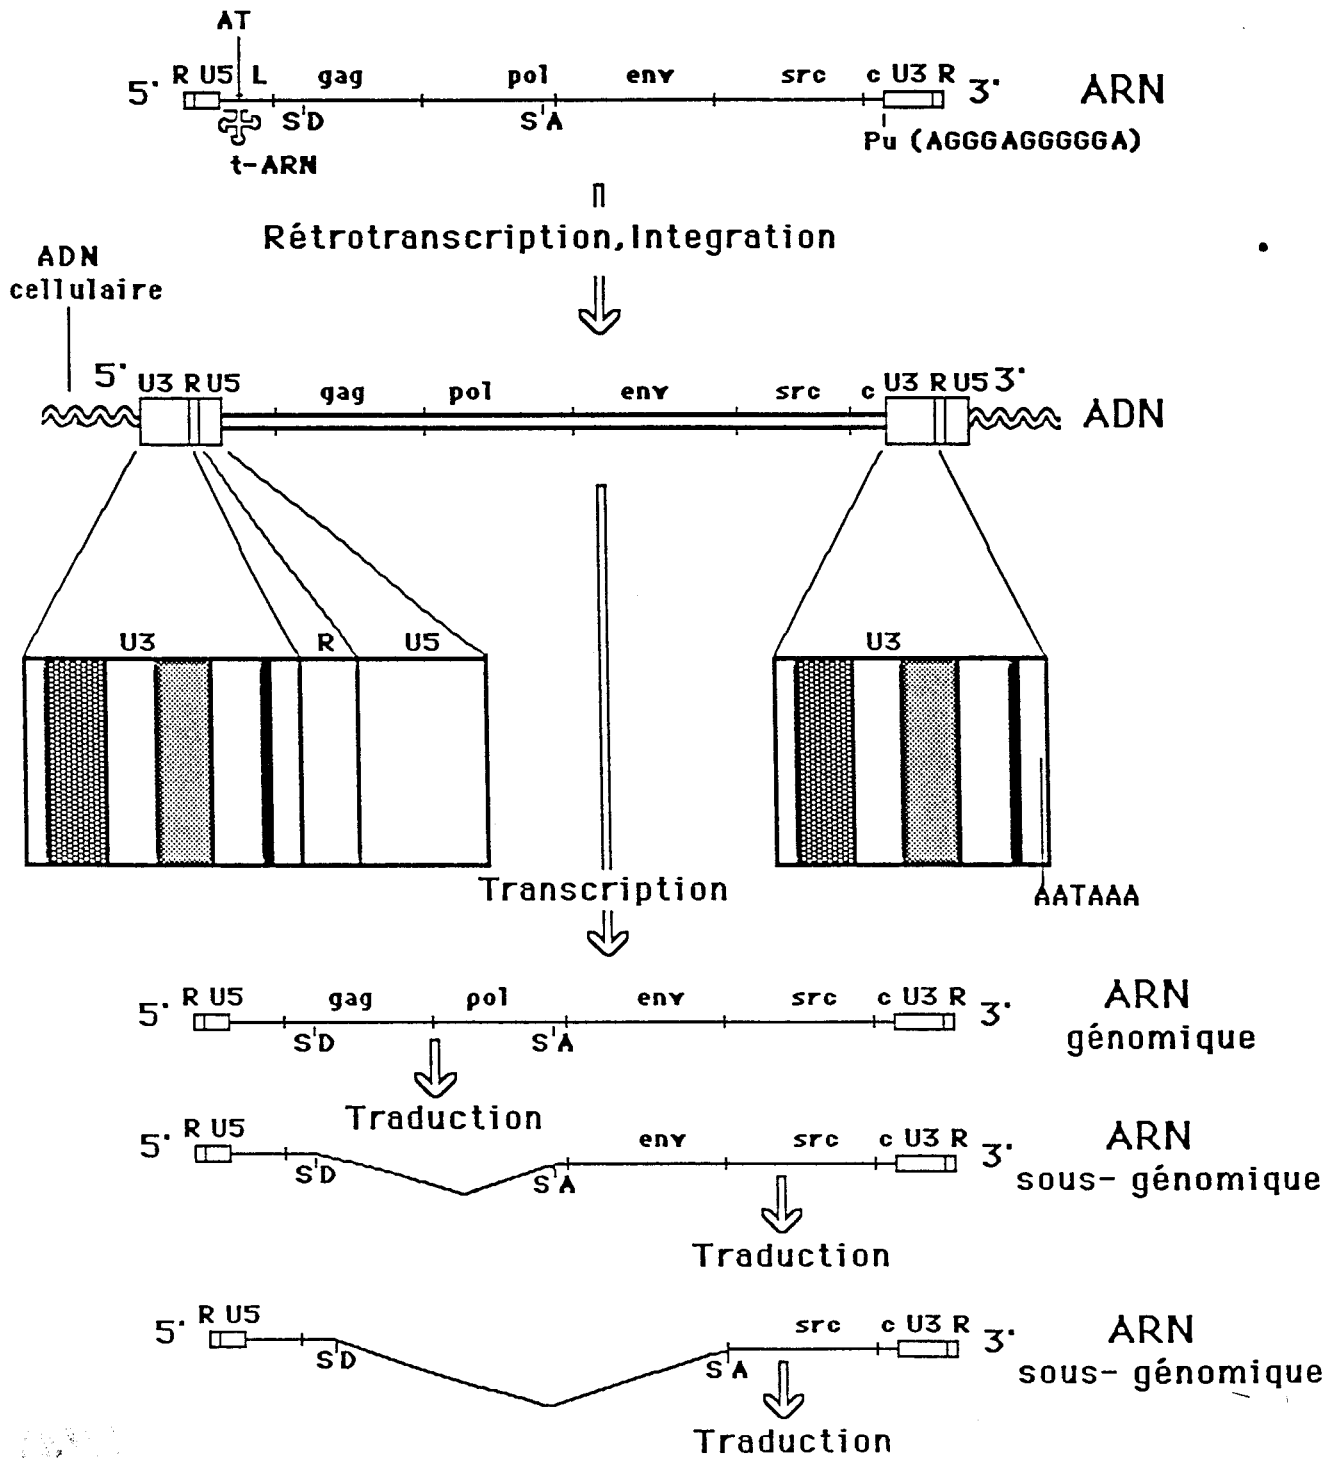 AT
5' R U5 L gag pol env src c U3 R 3' ARN
S'D S'A
t-ARN
Pu (AGGGAGGGGGA)
Rétrotranscription,Integration
ADN
cellulaire
5' U3 R U5 gag pol env src c U3 R U5 3' ADN
U3 R U5 U3
Transcription
AATAAA
5' R U5 gag pol env src c U3 R 3' ARN
génomique
S'D S'A
Traduction
5' R U5 env src c U3 R 3' ARN
sous- génomique
S'D S'A
Traduction
5' R U5 src c U3 R 3' ARN
sous- génomique
S'D S'A
Traduction